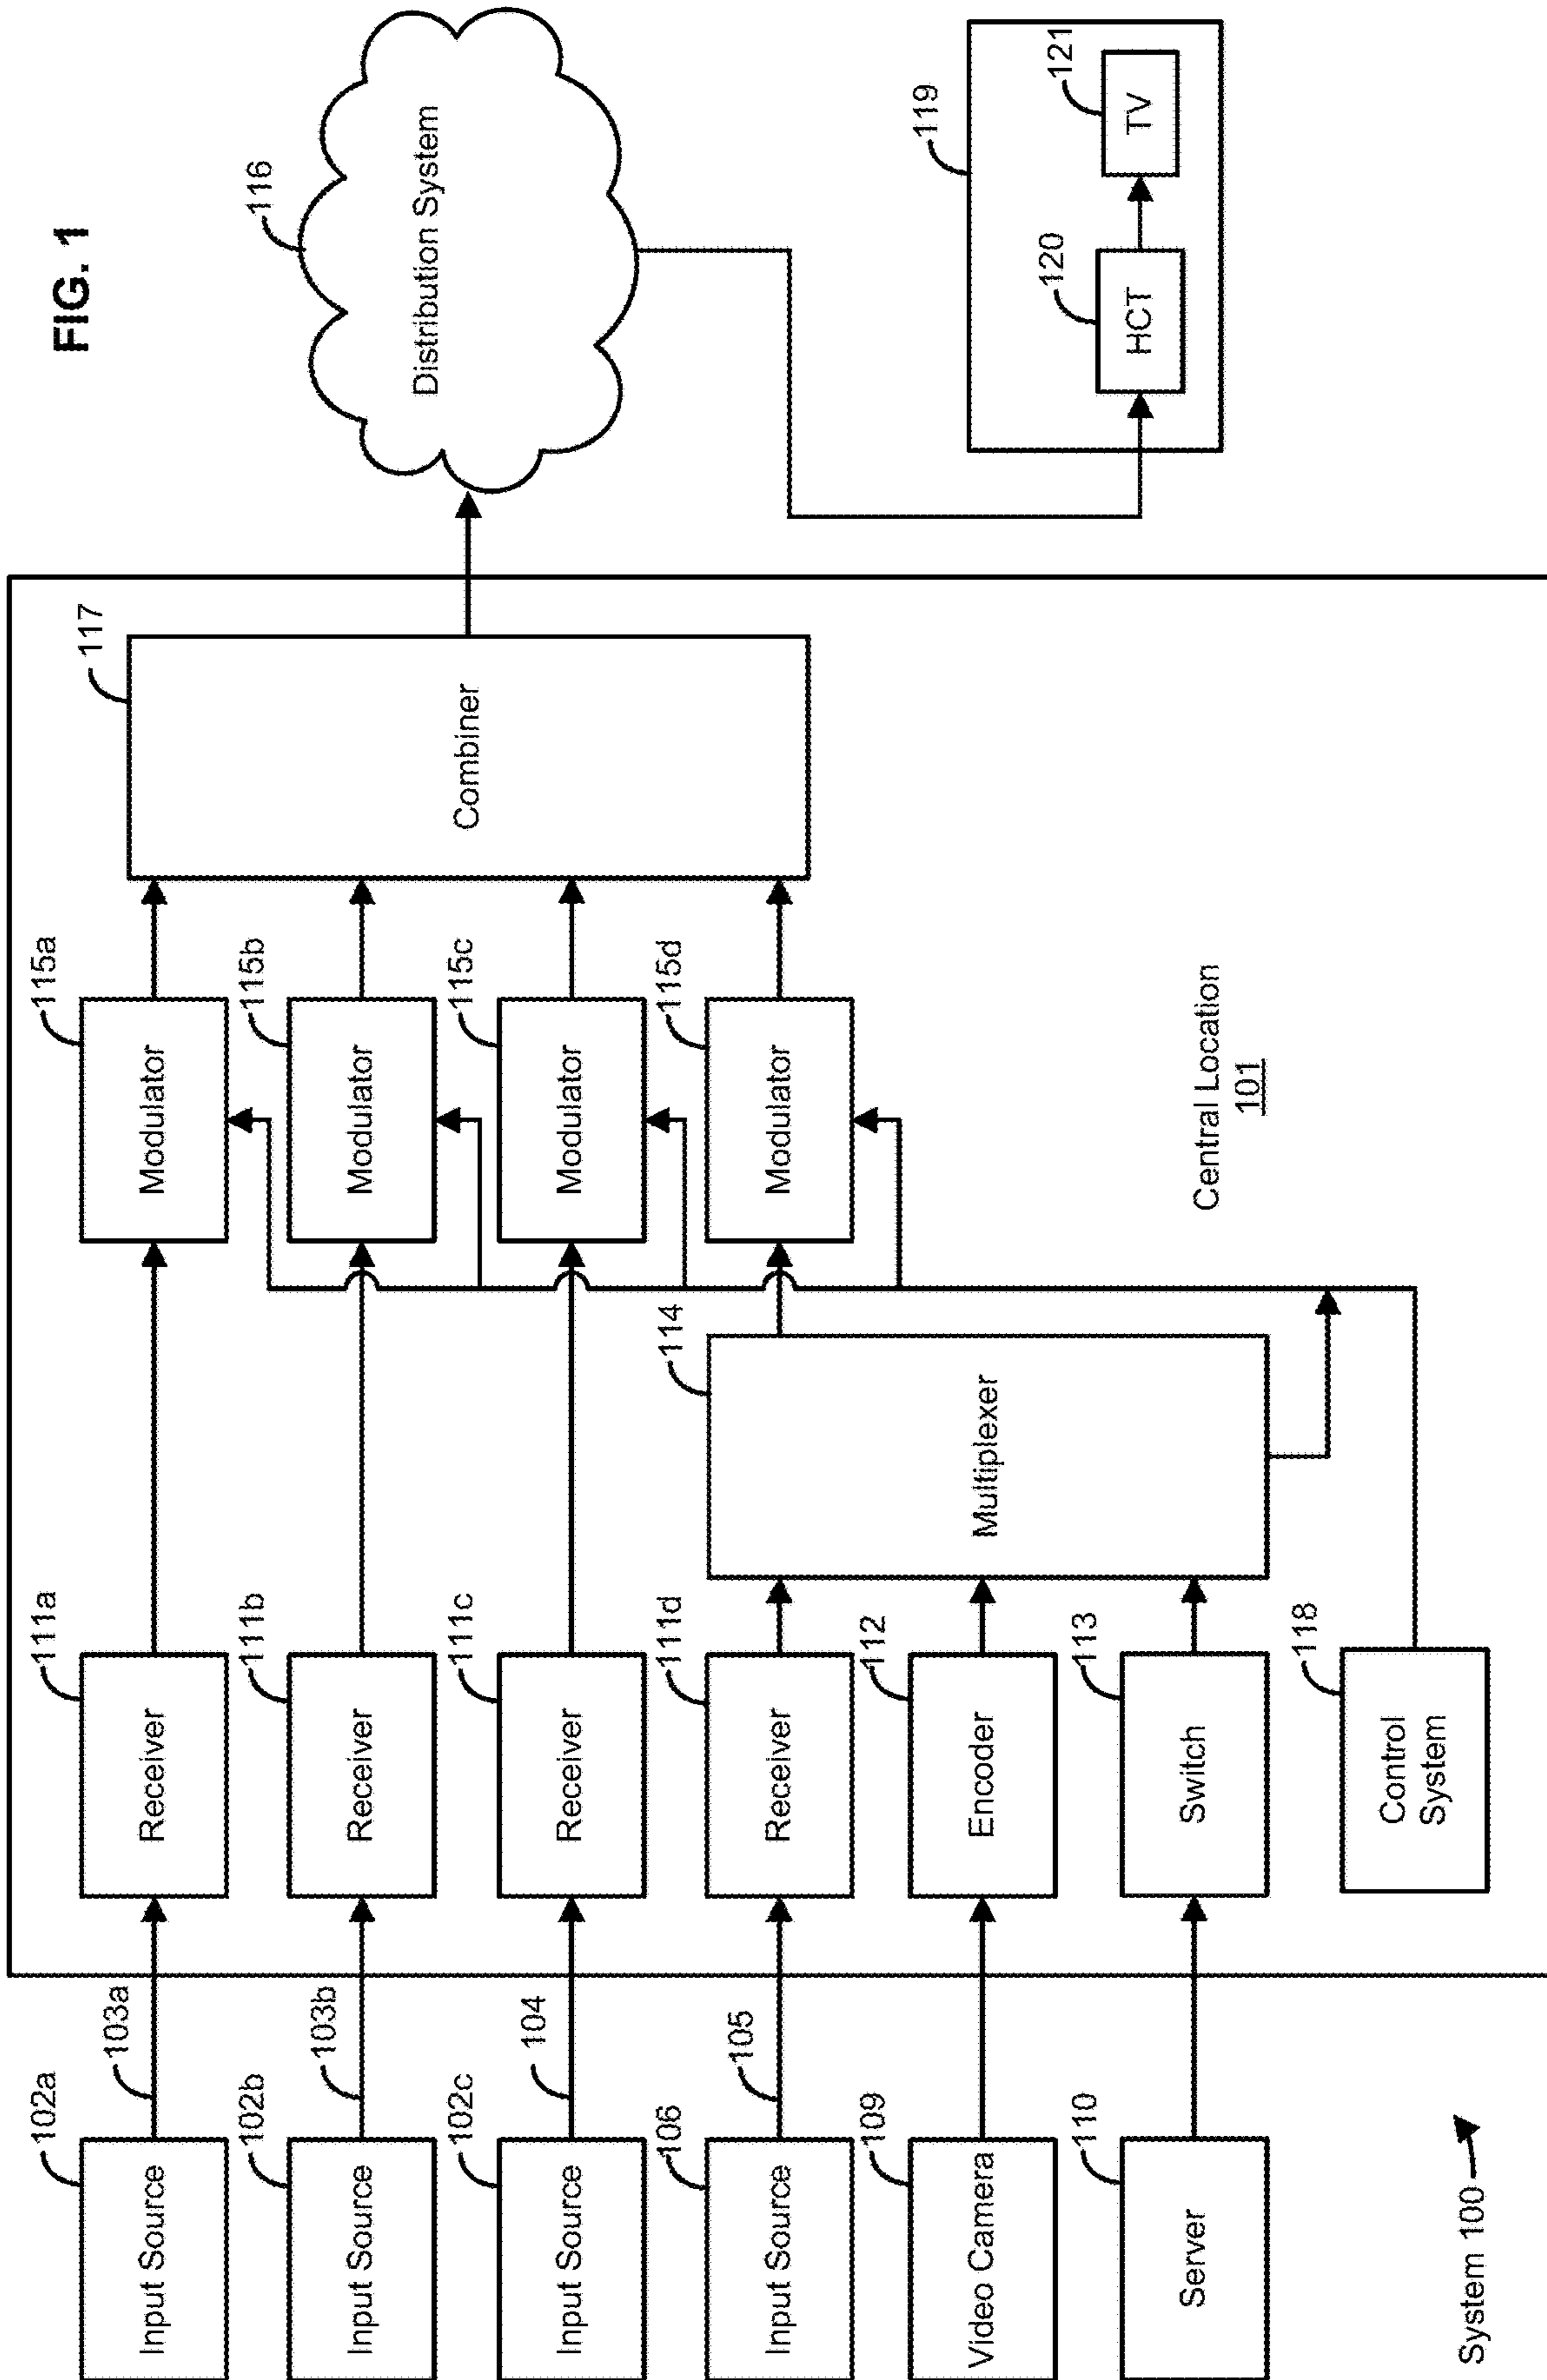 FIG. 1
102a
103a
111a
115a
117
116
Input Source
Receiver
Modulator
Combiner
Distribution System
102b
103b
111b
115b
Input Source
Receiver
Modulator
102c
104
111c
115c
Input Source
Receiver
Modulator
106
105
111d
114
115d
Input Source
Receiver
Multiplexer
Modulator
109
112
Video Camera
Encoder
110
113
Server
Switch
118
Control
System
Central Location
101
119
120
121
HCT
TV
System 100